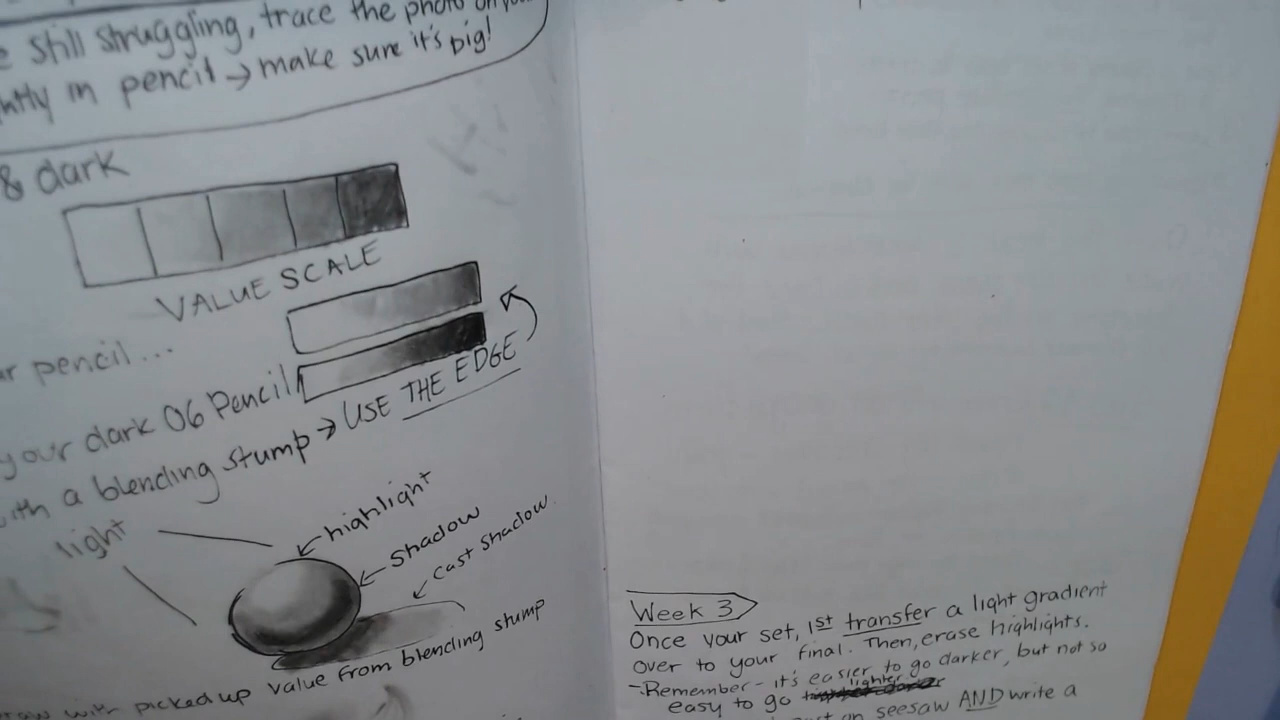 still struggling, trace the photo on
in pencil → make sure it's big!
& dark
VALUE SCALE
pencil...
your dark 06 Pencil
with a blending stump → USE THE EDGE
light
highlight
shadow
cast shadow
with picked up value from blending stump
Week 3
Once your set, 1st transfer a light gradient
over to your final. Then, erase highlights.
-Remember- it's easier to go darker, but not so
easy to go lighter
on seesaw AND write a